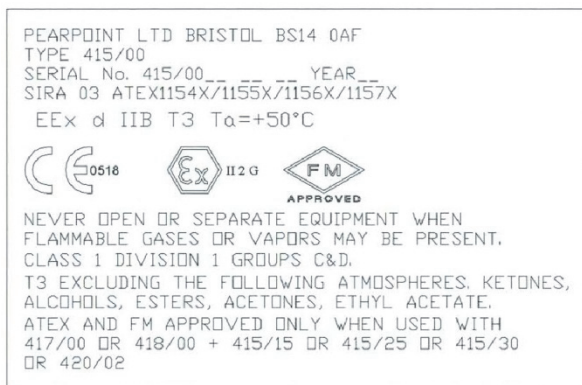 PEARPOINT LTD BRISTOL BS14 0AF
TYPE 415/00
SERIAL No. 415/00__ __ __ YEAR__
SIRA 03 ATEX1154X/1155X/1156X/1157X
EEx d IIB T3 Ta=+50°C
CE 0518 Ex II 2 G FM
APPROVED
NEVER OPEN OR SEPARATE EQUIPMENT WHEN
FLAMMABLE GASES OR VAPORS MAY BE PRESENT.
CLASS 1 DIVISION 1 GROUPS C&D.
T3 EXCLUDING THE FOLLOWING ATMOSPHERES. KETONES,
ALCOHOLS, ESTERS, ACETONES, ETHYL ACETATE.
ATEX AND FM APPROVED ONLY WHEN USED WITH
417/00 OR 418/00 + 415/15 OR 415/25 OR 415/30
OR 420/02